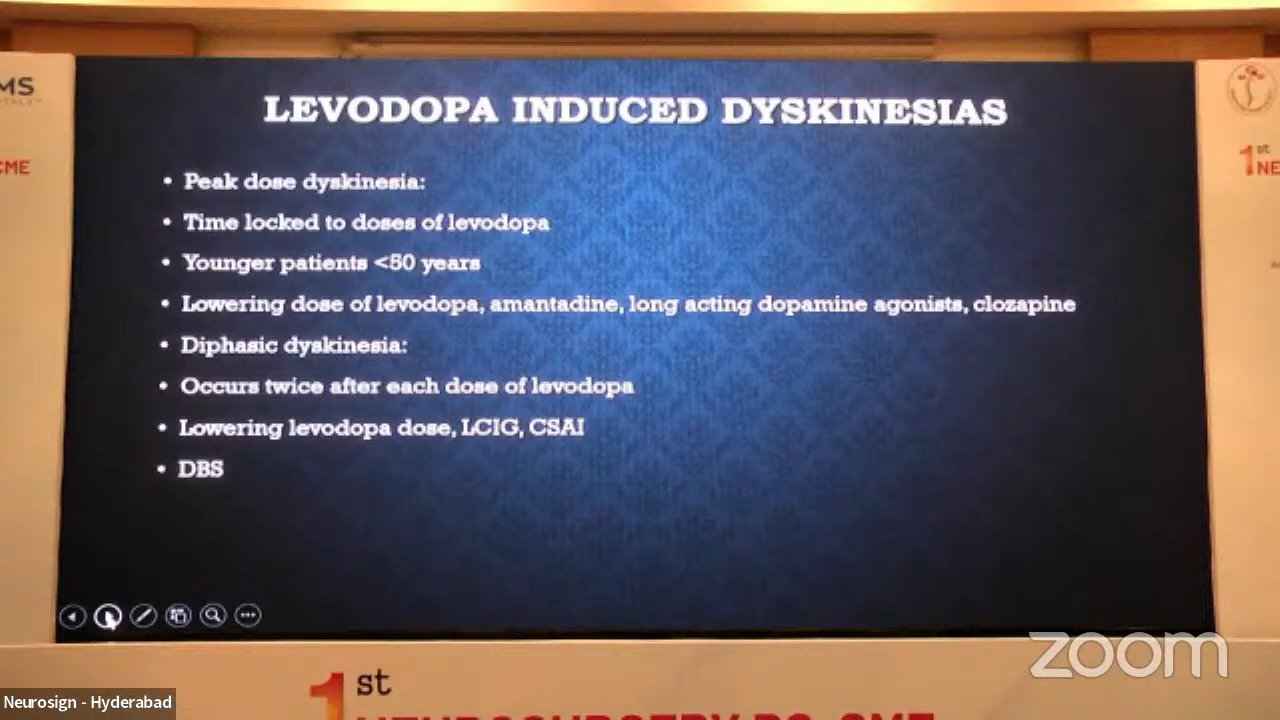 MS
CME
LEVODOPA INDUCED DYSKINESIAS
• Peak dose dyskinesia:
• Time locked to doses of levodopa
• Younger patients <50 years
• Lowering dose of levodopa, amantadine, long acting dopamine agonists, clozapine
• Diphasic dyskinesia:
• Occurs twice after each dose of levodopa
• Lowering levodopa dose, LCIG, CSAI
• DBS
1st
NE
zoom
Neurosign - Hyderabad
1st